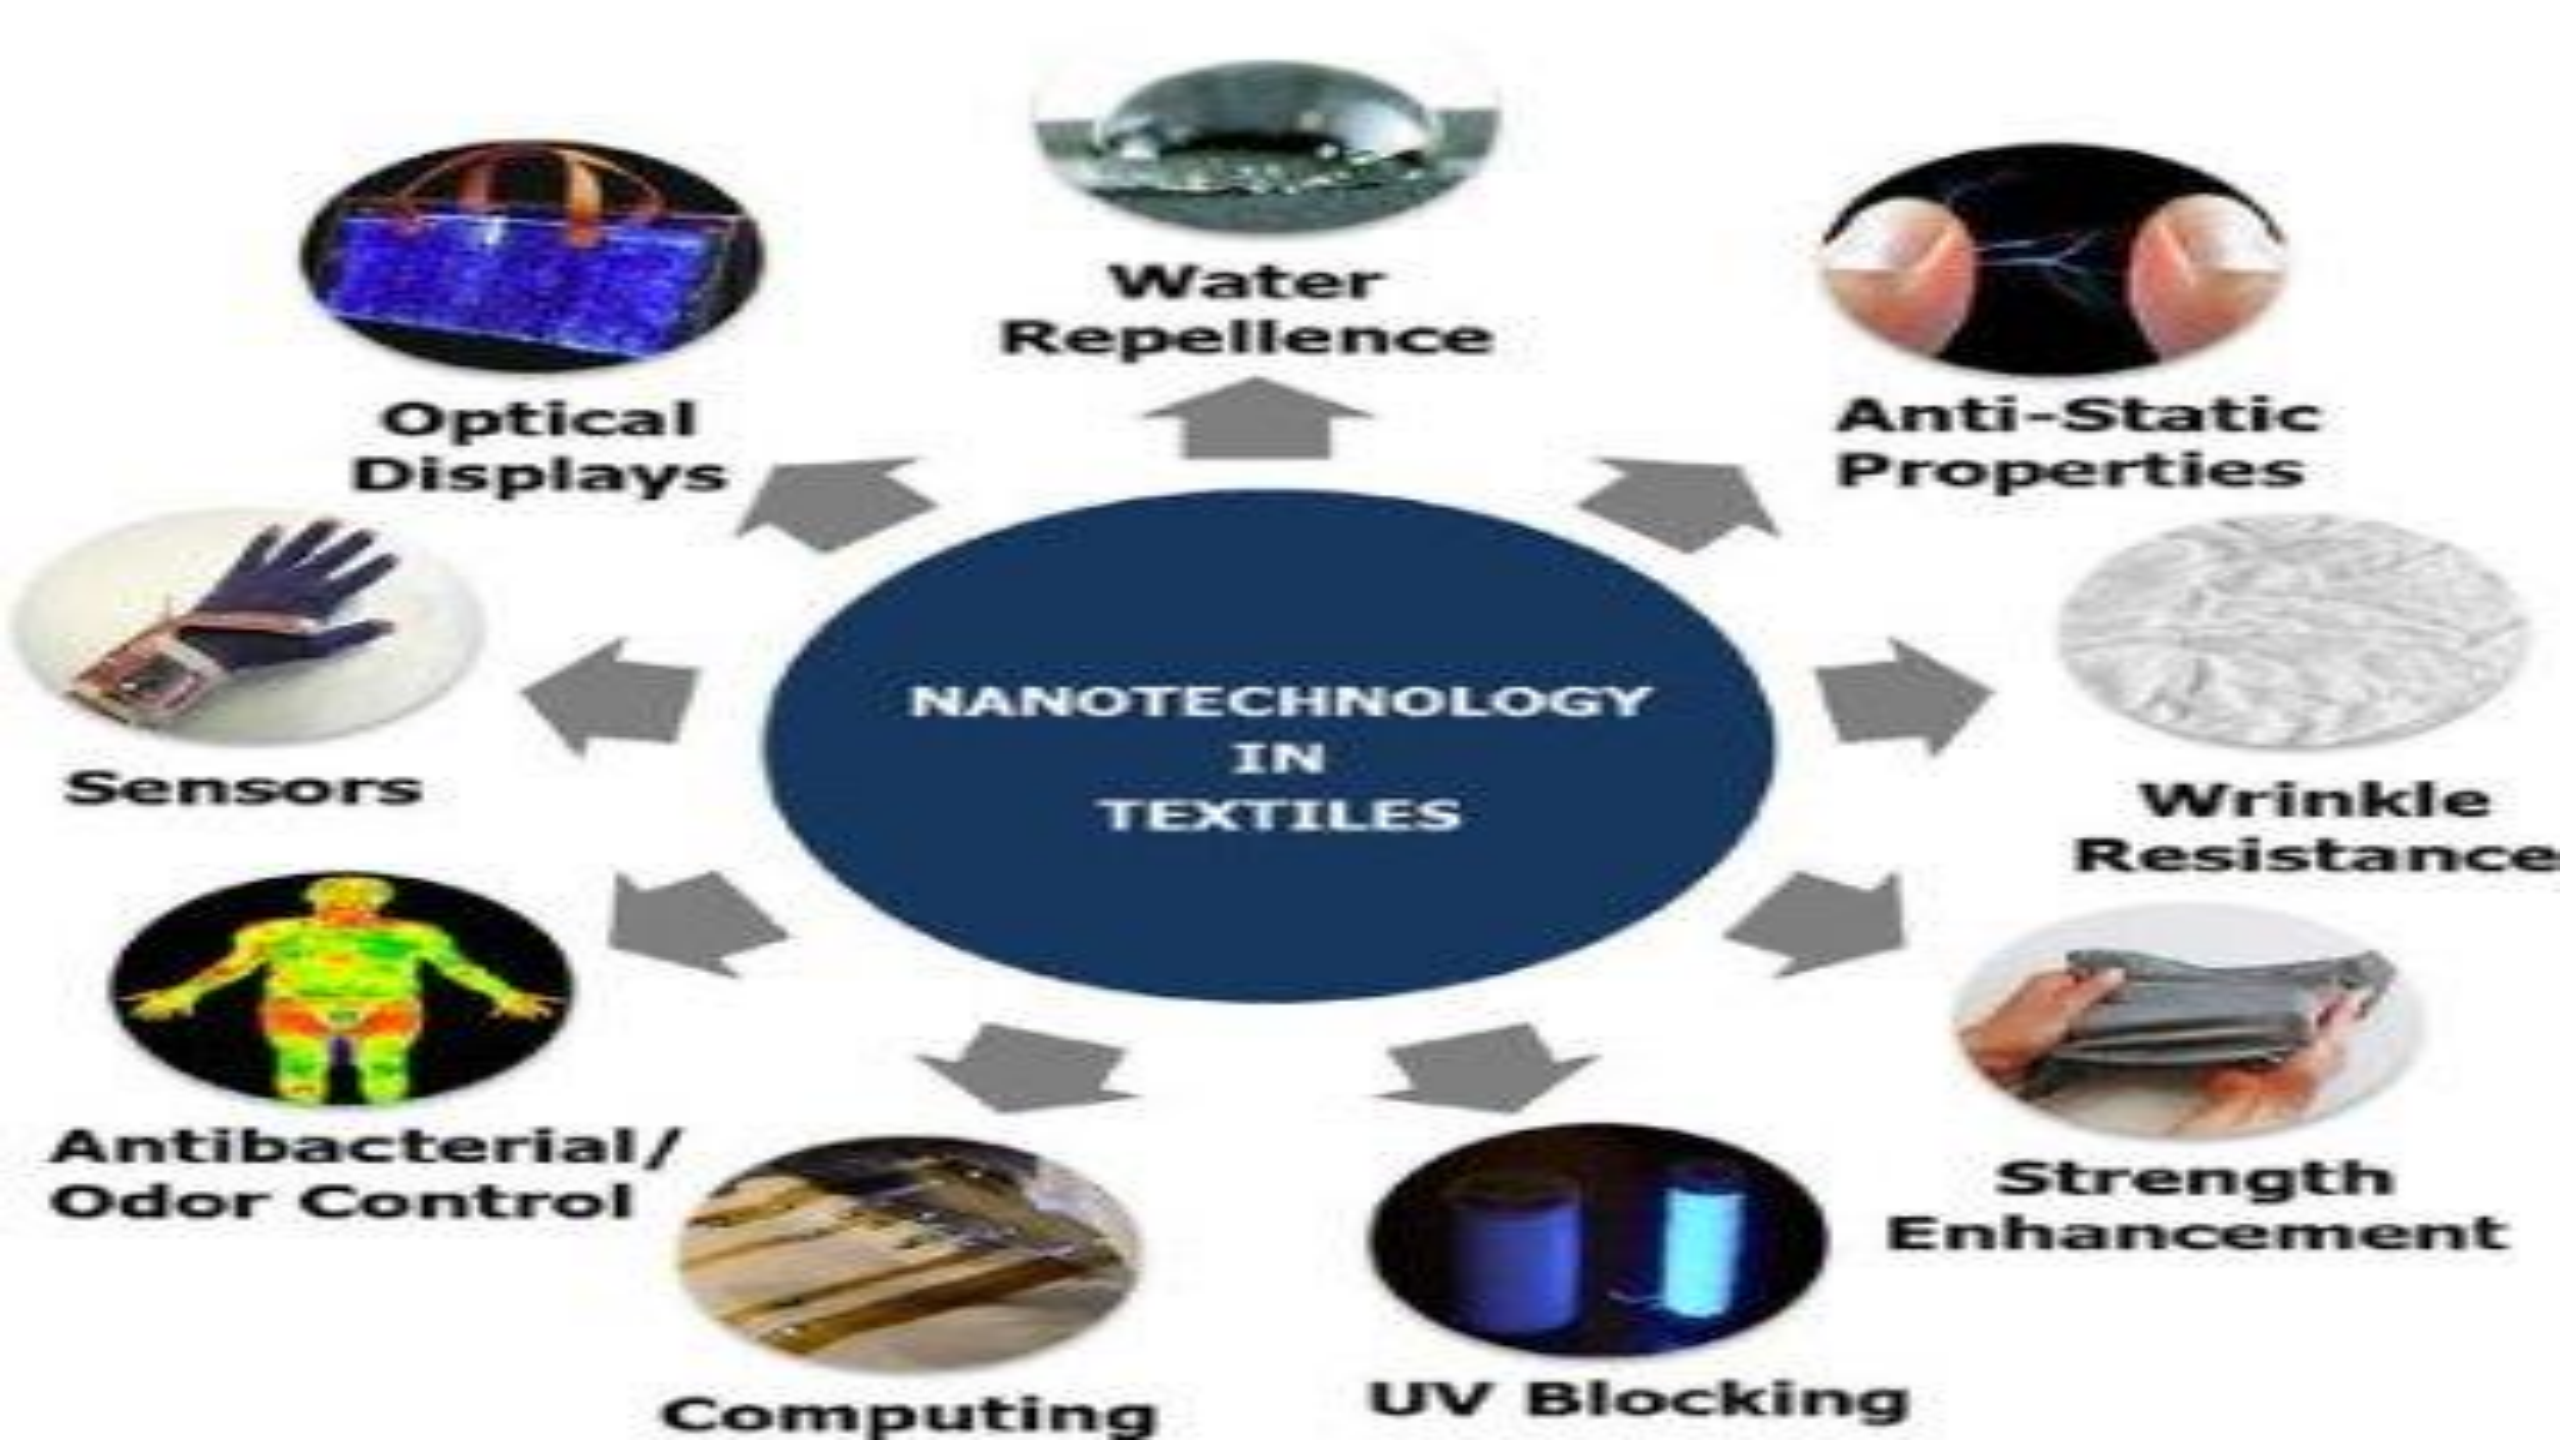 Water
Repellence
Anti-Static
Properties
Optical
Displays
Wrinkle
Resistance
Sensors
NANOTECHNOLOGY
IN
TEXTILES
Strength
Enhancement
Antibacterial/
Odor Control
UV Blocking
Computing